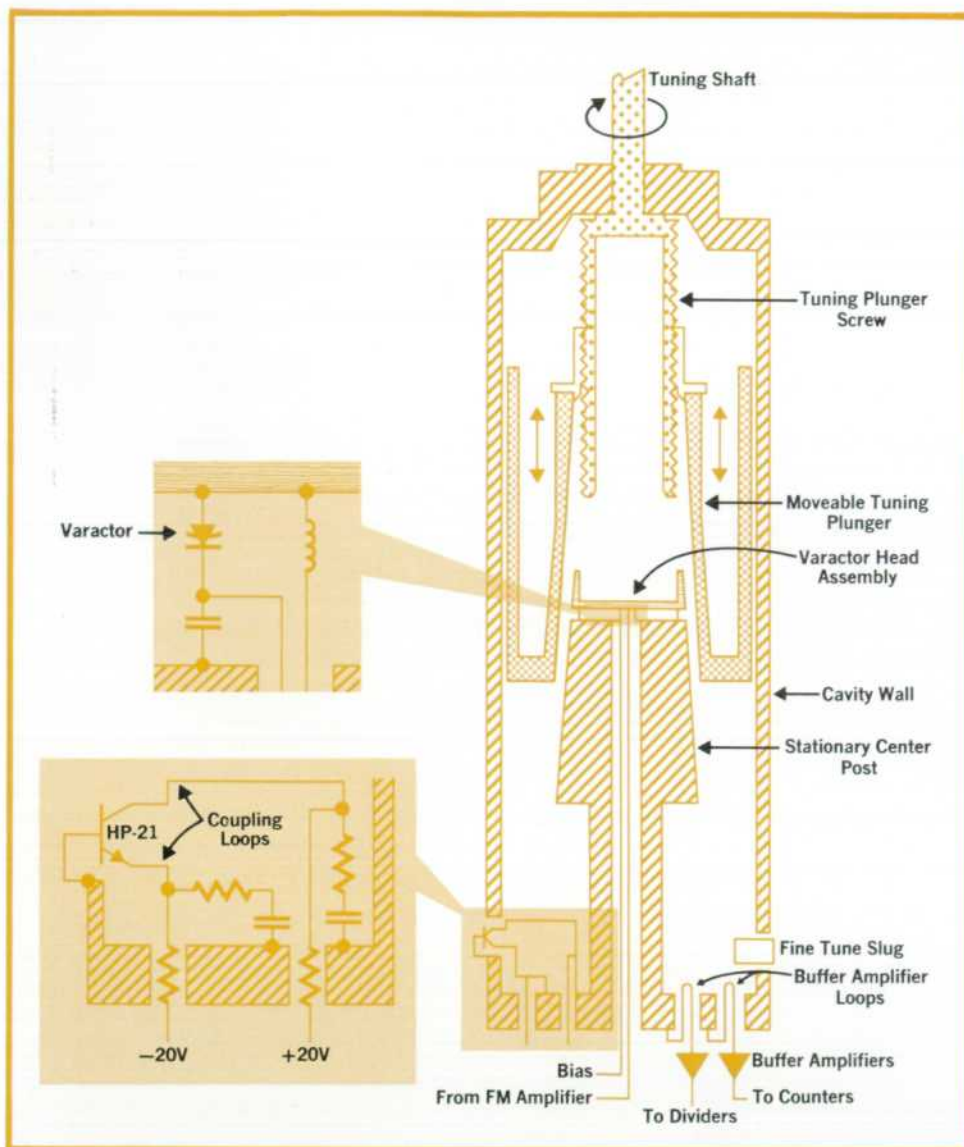 Tuning Shaft
Tuning Plunger
Screw
Moveable Tuning
Plunger
Varactor
Varactor Head
Assembly
Cavity Wall
Stationary Center
Post
HP-21
Coupling
Loops
−20V
+20V
Fine Tune Slug
Buffer Amplifier
Loops
Bias
From FM Amplifier
Buffer Amplifiers
To Counters
To Dividers